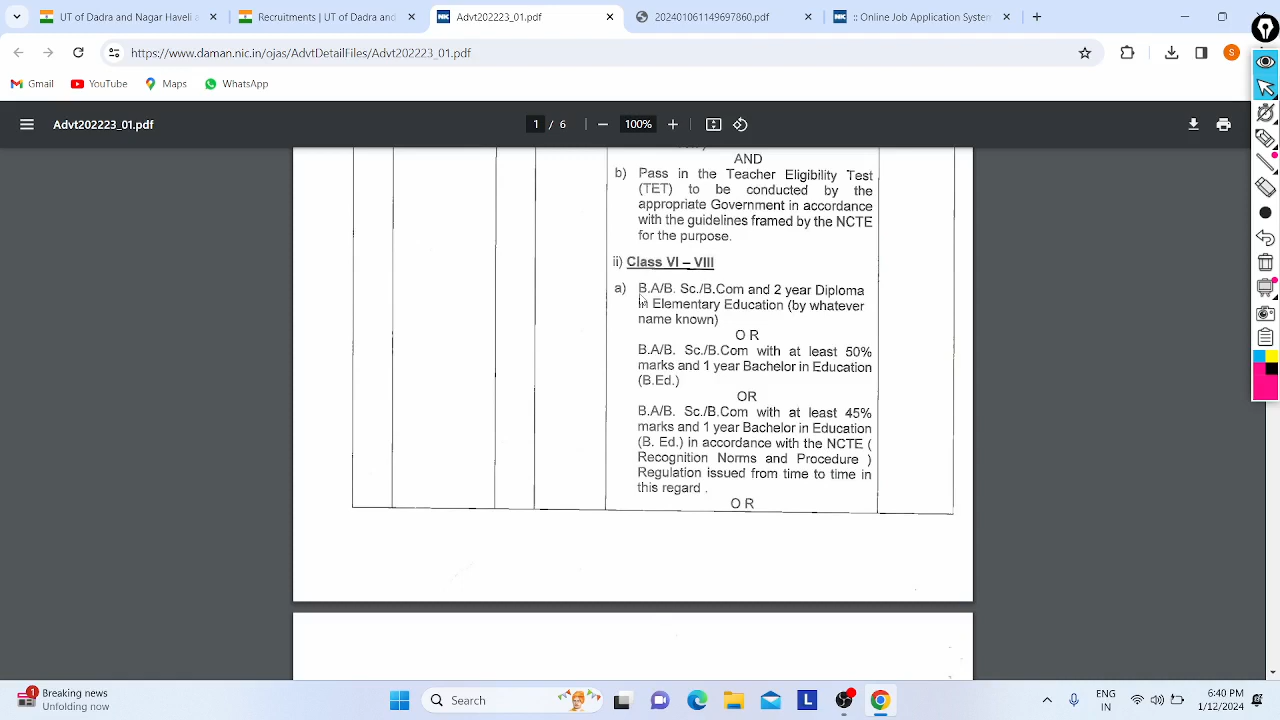 UT of Dadra and Nagar Haveli a
Recruitments | UT of Dadra and
Advt202223_01.pdf
:: Online Job Application System
https://www.daman.nic.in/ojas/AdvtDetailFiles/Advt202223_01.pdf
S
Gmail
YouTube
Maps
WhatsApp
Advt202223_01.pdf
1 / 6
100%
AND
b) Pass in the Teacher Eligibility Test
(TET) to be conducted by the
appropriate Government in accordance
with the guidelines framed by the NCTE
for the purpose.
ii) Class VI – VIII
a) B.A/B. Sc./B.Com and 2 year Diploma
in Elementary Education (by whatever
name known)
O R
B.A/B. Sc./B.Com with at least 50%
marks and 1 year Bachelor in Education
(B.Ed.)
OR
B.A/B. Sc./B.Com with at least 45%
marks and 1 year Bachelor in Education
(B. Ed.) in accordance with the NCTE (
Recognition Norms and Procedure )
Regulation issued from time to time in
this regard .
O R
1
Breaking news
Unfolding now
Search
L
ENG
IN
6:40 PM
1/12/2024